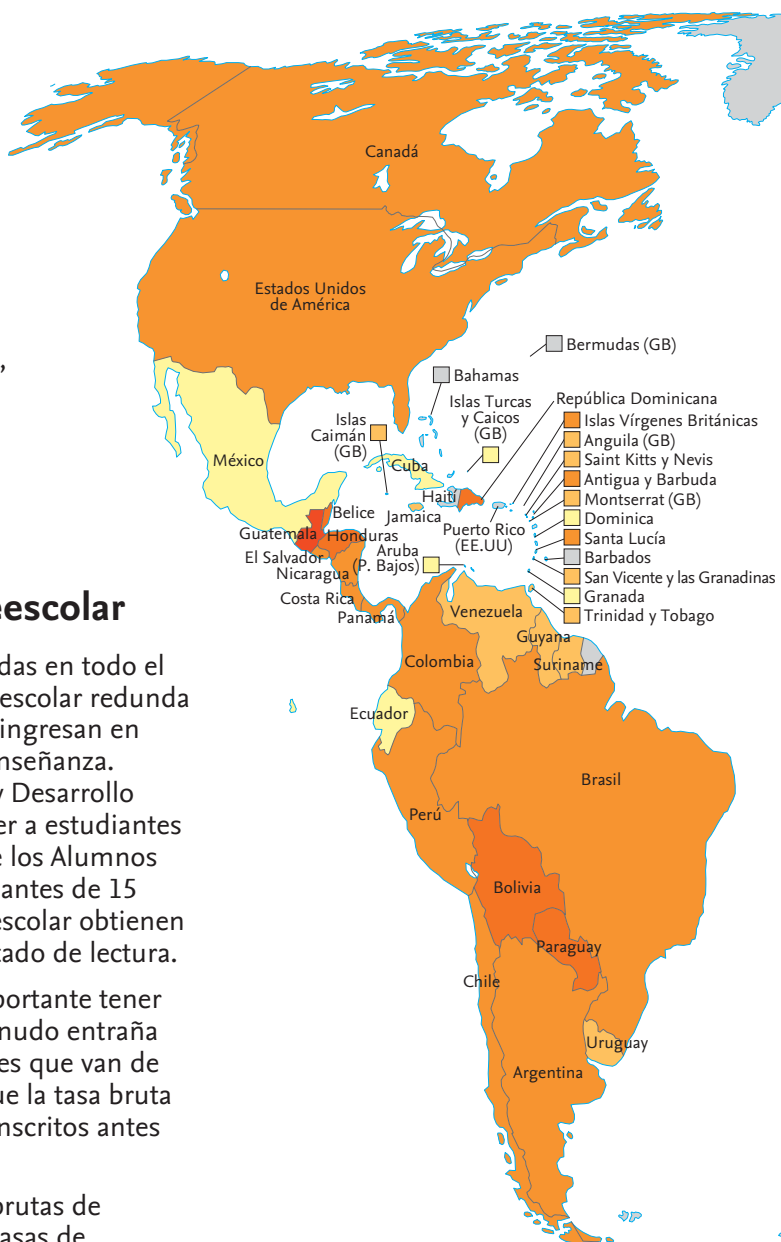 Canadá
Estados Unidos
de América
,
Bermudas (GB)
Bahamas
Islas Turcas
y Caicos
(GB)
República Dominicana
Islas Vírgenes Británicas
Anguila (GB)
Saint Kitts y Nevis
Antigua y Barbuda
Montserrat (GB)
Dominica
Santa Lucía
Barbados
San Vicente y las Granadinas
Granada
Trinidad y Tobago
Islas
Caimán
(GB)
México
Cuba
Haití
Jamaica
Puerto Rico
(EE.UU)
Belice
Guatemala
Honduras
El Salvador
Nicaragua
Aruba
(P. Bajos)
Costa Rica
Panamá
Venezuela
Guyana
Suriname
Colombia
Ecuador
Brasil
Perú
Bolivia
Paraguay
Chile
Uruguay
Argentina
eescolar
das en todo el
escolar redunda
ingresan en
nseñanza.
y Desarrollo
er a estudiantes
e los Alumnos
antes de 15
escolar obtienen
tado de lectura.
portante tener
nudo entraña
es que van de
ue la tasa bruta
nscritos antes
brutas de
asas de